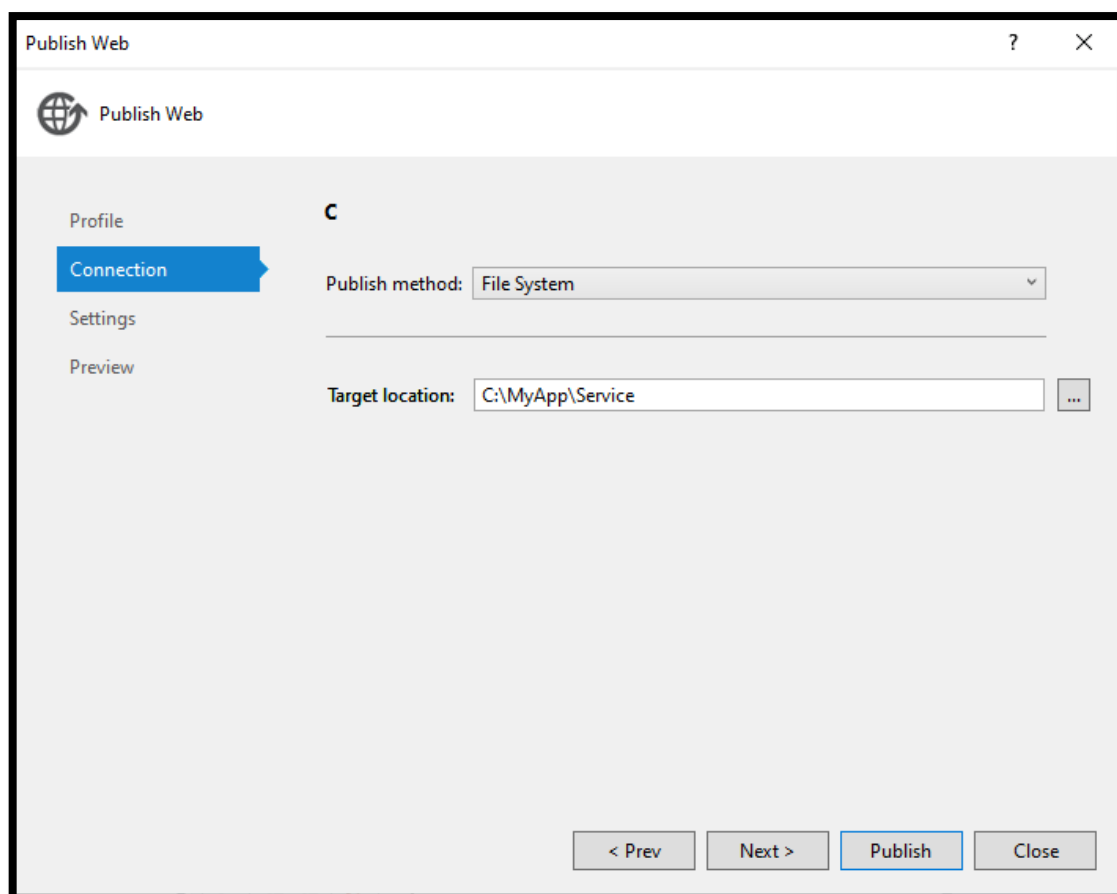 Publish Web
?
Publish Web
Profile
Connection
Settings
Preview
C
Publish method: File System
Target location: C:\MyApp\Service
...
< Prev
Next >
Publish
Close